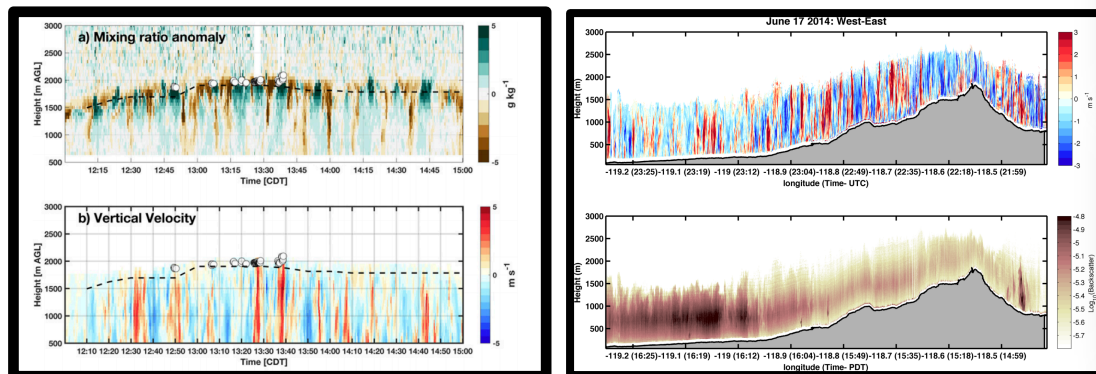 a) Mixing ratio anomaly
3000
2500
2000
1500
1000
500
Height [m AGL]
12:15 12:30 12:45 13:00 13:15 13:30 13:45 14:00 14:15 14:30 14:45 15:00
Time [CDT]
5
0
-5
g kg-1
b) Vertical Velocity
3000
2500
2000
1500
1000
500
Height [m AGL]
12:10 12:20 12:30 12:40 12:50 13:00 13:10 13:20 13:30 13:40 13:50 14:00 14:10 14:20 14:30 14:40 14:50 15:00
Time [CDT]
5
0
-5
m s-1
June 17 2014: West-East
3000
2500
2000
1500
1000
500
Height (m)
-119.2 (23:25) -119.1 (23:19) -119 (23:12) -118.9 (23:04) -118.8 (22:49) -118.7 (22:35) -118.6 (22:18) -118.5 (21:59)
longitude (Time- UTC)
3
2
1
0
-1
-2
-3
m s-1
3000
2500
2000
1500
1000
500
Height (m)
-119.2 (16:25) -119.1 (16:19) -119 (16:12) -118.9 (16:04) -118.8 (15:49) -118.7 (15:35) -118.6 (15:18) -118.5 (14:59)
longitude (Time- PDT)
-4.8
-4.9
-5
-5.1
-5.2
-5.3
-5.4
-5.5
-5.6
-5.7
Log10(Backscatter)